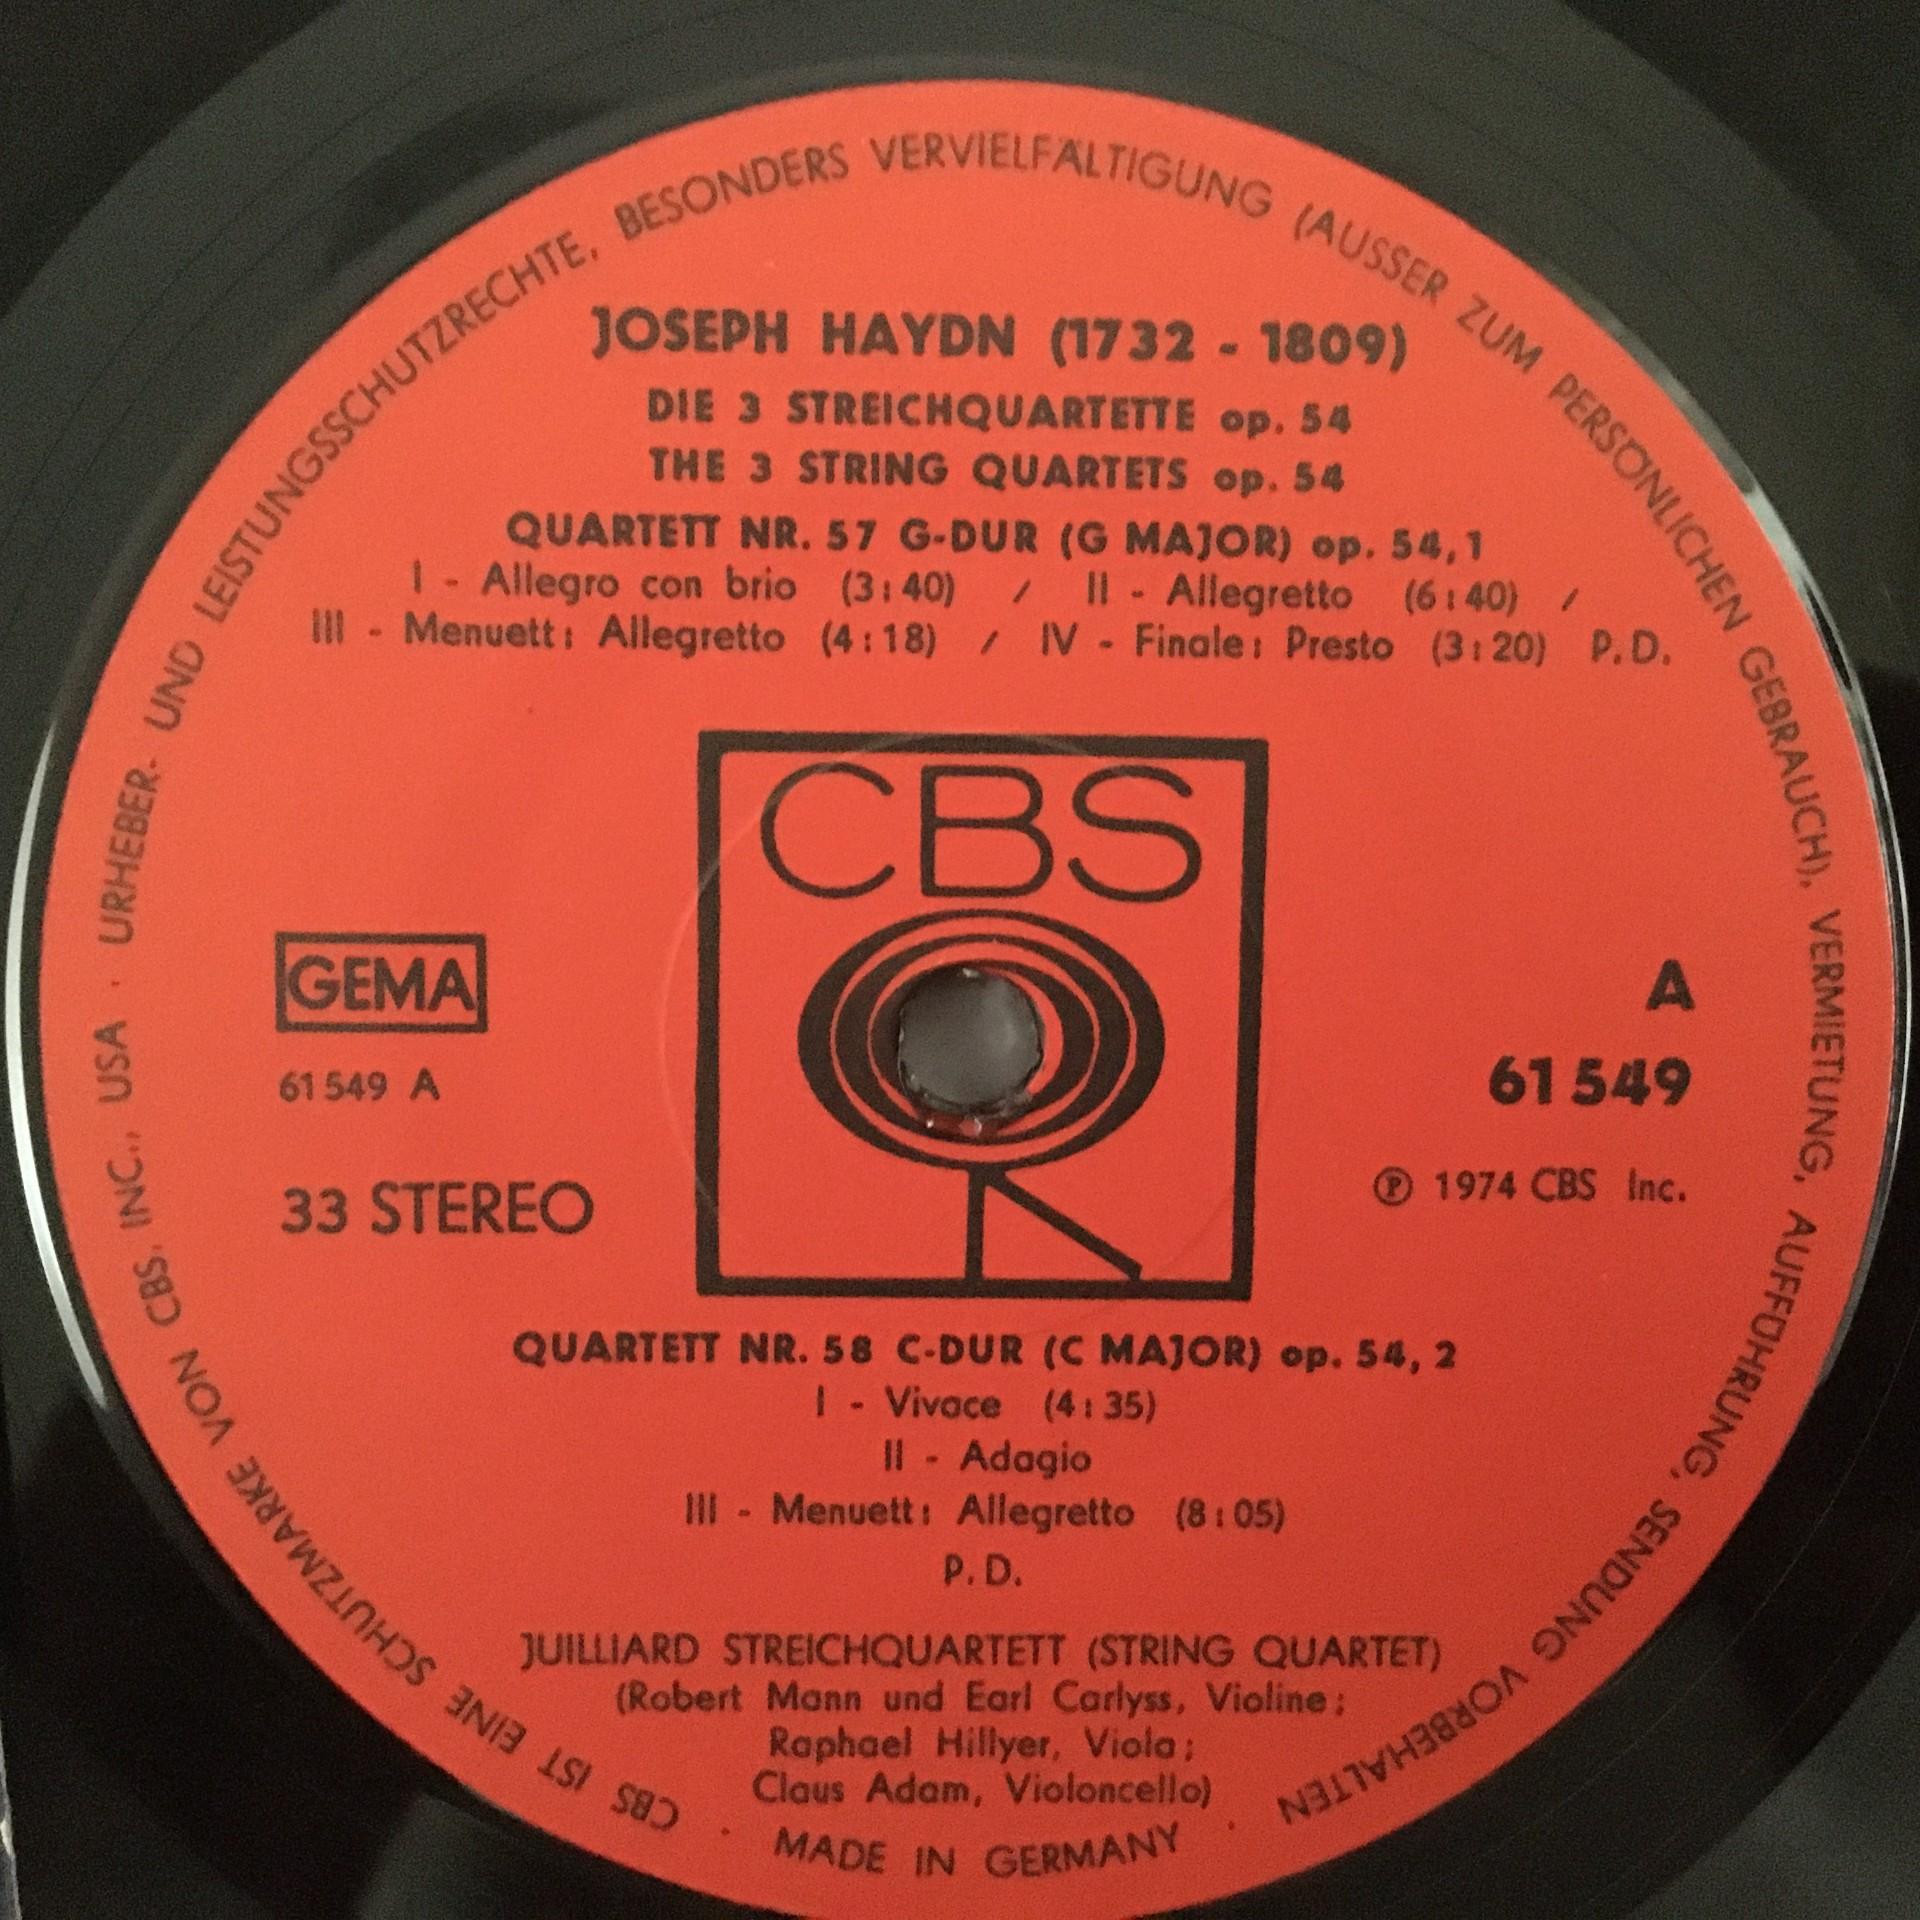 JOSEPH HAYDN (1732 - 1809)
DIE 3 STREICHQUARTETTE op. 54
THE 3 STRING QUARTETS op. 54
QUARTETT NR. 57 G-DUR (G MAJOR) op. 54,1
I - Allegro con brio (3:40) / II - Allegretto (6:40) /
III - Menuett: Allegretto (4:18) / IV - Finale: Presto (3:20) P.D.
CBS
GEMA
61 549 A
33 STEREO
A
61 549
℗ 1974 CBS Inc.
QUARTETT NR. 58 C-DUR (C MAJOR) op. 54, 2
I - Vivace (4:35)
II - Adagio
III - Menuett: Allegretto (8:05)
P.D.
JUILLIARD STREICHQUARTETT (STRING QUARTET)
(Robert Mann und Earl Carlyss, Violine;
Raphael Hillyer, Viola;
Claus Adam, Violoncello)
CBS IST EINE SCHUTZMARKE VON CBS, INC., USA · URHEBER- UND LEISTUNGSSCHUTZRECHTE, BESONDERS VERVIELFÄLTIGUNG (AUSSER ZUM PERSÖNLICHEN GEBRAUCH), VERMIETUNG, AUFFÜHRUNG, SENDUNG VORBEHALTEN · MADE IN GERMANY ·